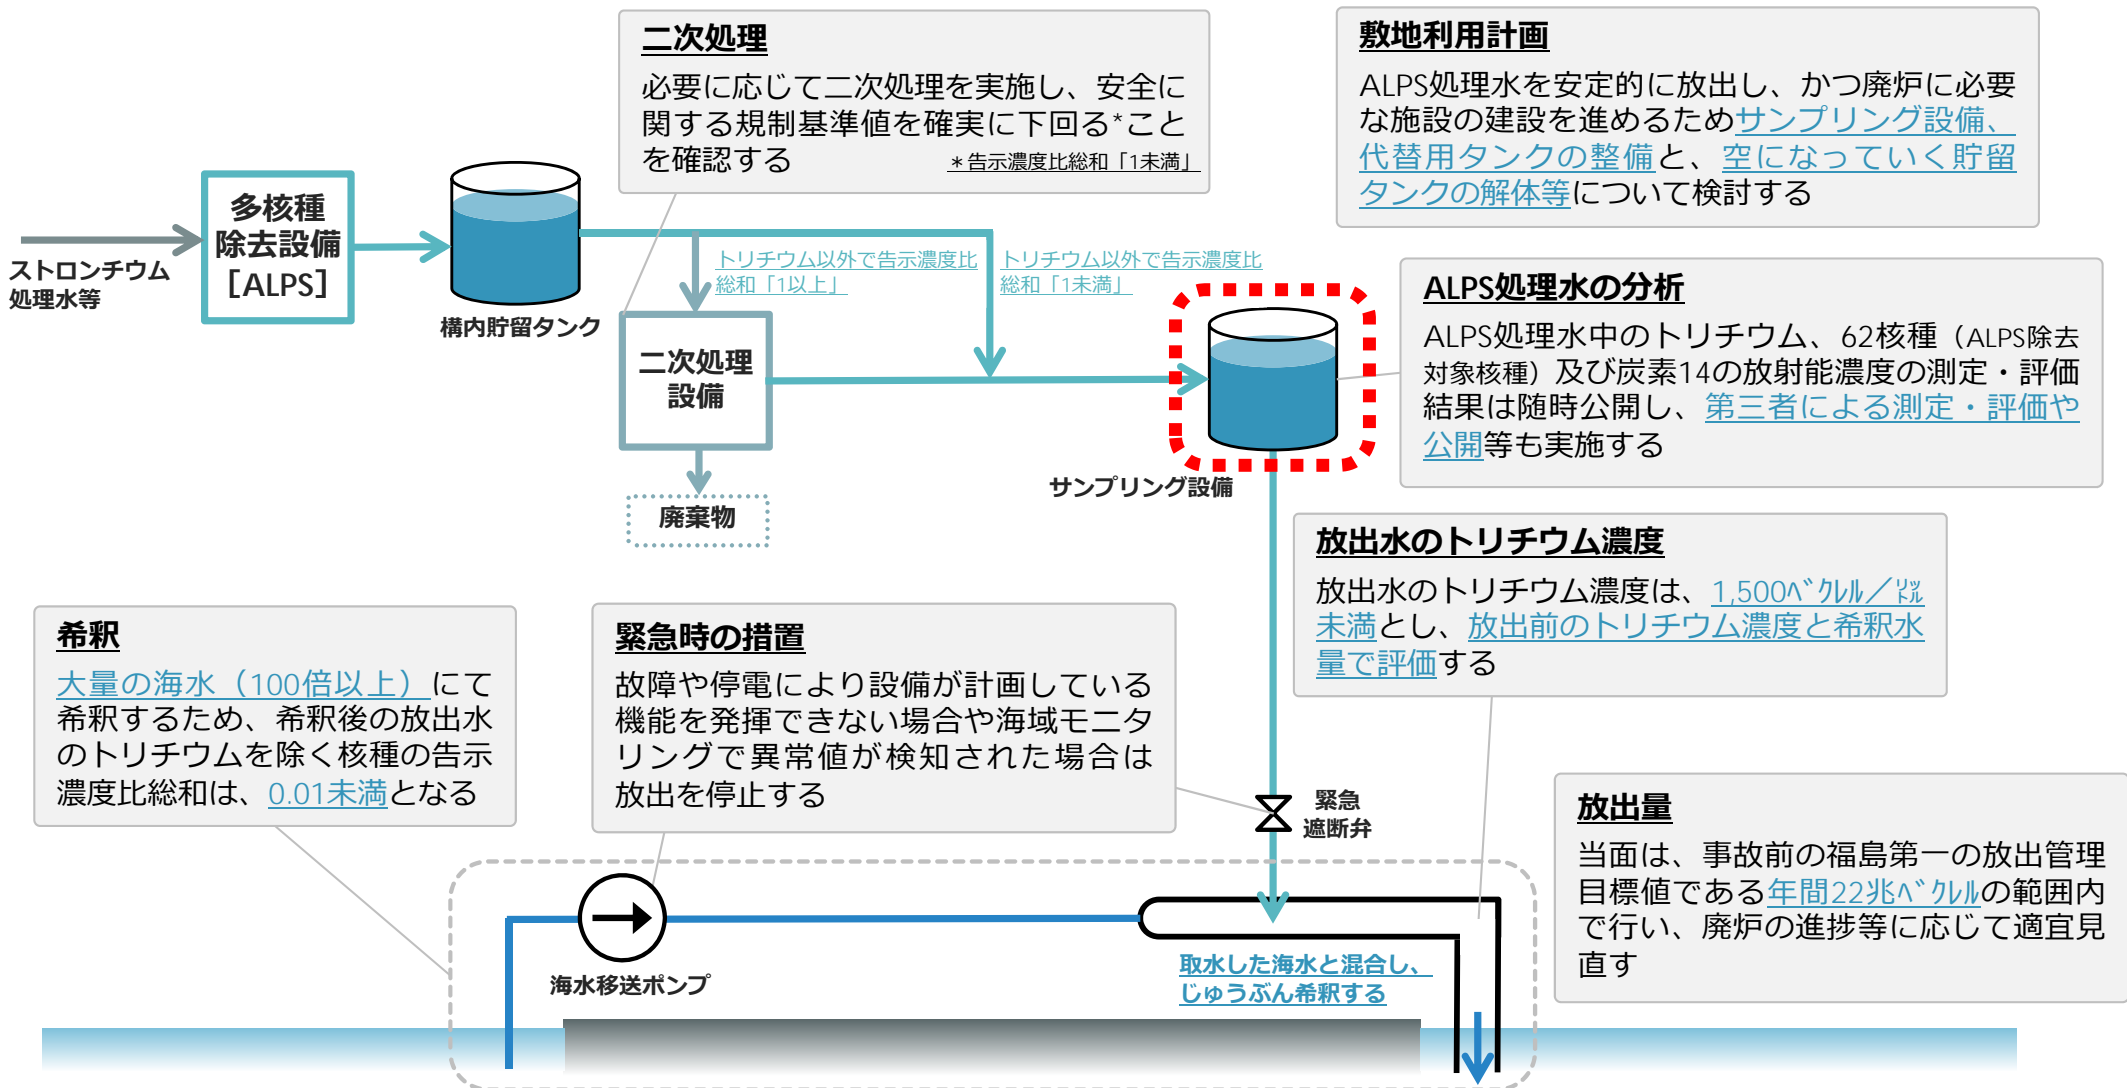 二次処理
必要に応じて二次処理を実施し、安全に
関する規制基準値を確実に下回る*こと
を確認する
＊告示濃度比総和「1未満」
敷地利用計画
ALPS処理水を安定的に放出し、かつ廃炉に必要
な施設の建設を進めるためサンプリング設備、
代替用タンクの整備と、空になっていく貯留
タンクの解体等について検討する
多核種
除去設備
［ALPS］
ストロンチウム
処理水等
構内貯留タンク
トリチウム以外で告示濃度比
総和「1以上」
トリチウム以外で告示濃度比
総和「1未満」
二次処理
設備
廃棄物
サンプリング設備
ALPS処理水の分析
ALPS処理水中のトリチウム、62核種（ALPS除去
対象核種）及び炭素14の放射能濃度の測定・評価
結果は随時公開し、第三者による測定・評価や
公開等も実施する
放出水のトリチウム濃度
放出水のトリチウム濃度は、1,500ﾍﾞｸﾚﾙ／㍑
未満とし、放出前のトリチウム濃度と希釈水
量で評価する
希釈
大量の海水（100倍以上）にて
希釈するため、希釈後の放出水
のトリチウムを除く核種の告示
濃度比総和は、0.01未満となる
緊急時の措置
故障や停電により設備が計画している
機能を発揮できない場合や海域モニタ
リングで異常値が検知された場合は
放出を停止する
緊急
遮断弁
放出量
当面は、事故前の福島第一の放出管理
目標値である年間22兆ﾍﾞｸﾚﾙの範囲内
で行い、廃炉の進捗等に応じて適宜見
直す
海水移送ポンプ
取水した海水と混合し、
じゅうぶん希釈する